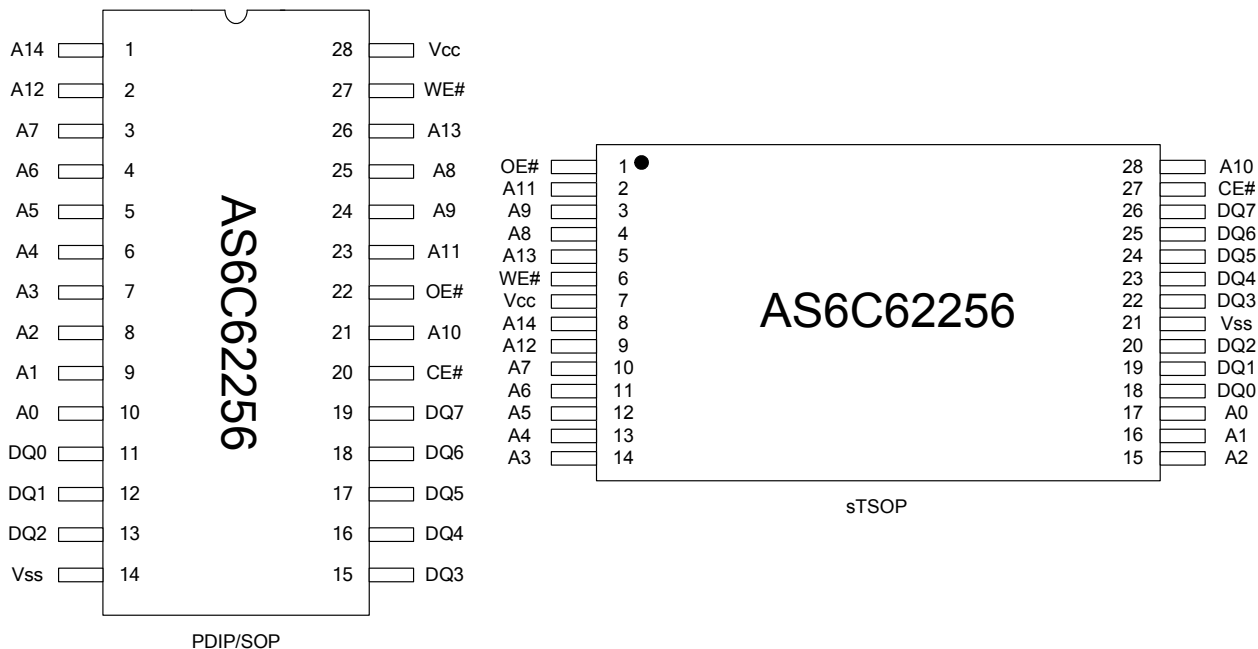 A14 1 28 Vcc
A12 2 27 WE#
A7 3 26 A13
A6 4 25 A8
A5 5 24 A9
A4 6 23 A11
A3 7 22 OE#
A2 8 21 A10
A1 9 20 CE#
A0 10 19 DQ7
DQ0 11 18 DQ6
DQ1 12 17 DQ5
DQ2 13 16 DQ4
Vss 14 15 DQ3
AS6C62256
PDIP/SOP
OE# 1 28 A10
A11 2 27 CE#
A9 3 26 DQ7
A8 4 25 DQ6
A13 5 24 DQ5
WE# 6 23 DQ4
Vcc 7 22 DQ3
A14 8 21 Vss
A12 9 20 DQ2
A7 10 19 DQ1
A6 11 18 DQ0
A5 12 17 A0
A4 13 16 A1
A3 14 15 A2
AS6C62256
sTSOP